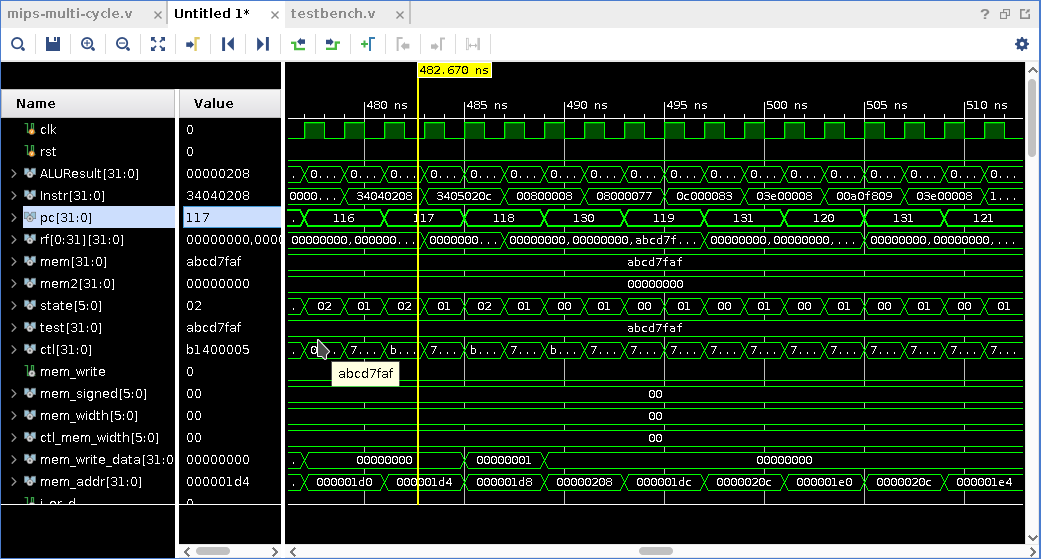 mips-multi-cycle.v × Untitled 1* × testbench.v ×
?
482.670 ns
Name Value 480 ns 485 ns 490 ns 495 ns 500 ns 505 ns 510 ns
clk 0
rst 0
ALUResult[31:0] 00000208 . 0... 0... 0... 0... 0... 0... 0... 0... 0... 0... 0... 0... 0... 0... 0... 0... 0... 0...
Instr[31:0] 34040208 0000... 34040208 3405020c 00800008 08000077 0c000083 03e00008 00a0f809 03e00008 1...
pc[31:0] 117 116 117 118 130 119 131 120 131 121
rf[0:31][31:0] 00000000,0000 00000000,000000... 0000000... 00000000,00000000,abcd7f... 00000000,00000000,... 00000000,00000000,...
mem[31:0] abcd7faf abcd7faf
mem2[31:0] 00000000 00000000
state[5:0] 02 . 02 01 02 01 02 01 00 01 00 01 00 01 00 01 00 01 00 01
test[31:0] abcd7faf abcd7faf
ctl[31:0] b1400005 . 0... 7... b... 7... b... 7... b... 7... 7... 7... 7... 7... 7... 7... 7... 7... 7... 7...
abcd7faf
mem_write 0
mem_signed[5:0] 00 00
mem_width[5:0] 00 00
ctl_mem_width[5:0] 00 00
mem_write_data[31:0 00000000 . 00000000 00000001 00000000
mem_addr[31:0] 000001d4 . 000001d0 000001d4 000001d8 00000208 000001dc 0000020c 000001e0 0000020c 000001e4
i_or_d 0